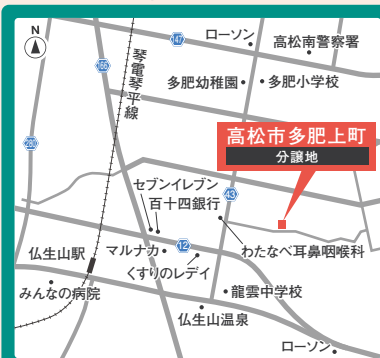 N
ローソン
高松南警察署
147
166
琴電琴平線
多肥幼稚園
多肥小学校
高松市多肥上町
分譲地
280
セブンイレブン
百十四銀行
43
仏生山駅
マルナカ
12
わたなべ耳鼻咽喉科
くすりのレデイ
みんなの病院
龍雲中学校
仏生山温泉
ローソン